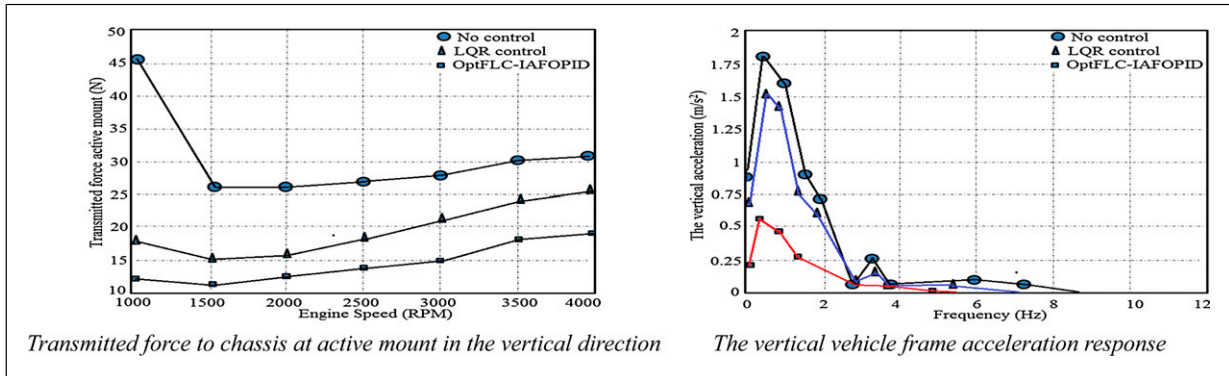 Transmitted force active mount (N)
50
45
40
35
30
25
20
15
10
No control
LQR control
OptFLC-IAFOPID
1000 1500 2000 2500 3000 3500 4000
Engine Speed (RPM)
Transmitted force to chassis at active mount in the vertical direction
The vertical acceleration (m/s²)
2
1.75
1.5
1.25
1
0.75
0.5
0.25
0
No control
LQR control
OptFLC-IAFOPID
0 2 4 6 8 10 12
Frequency (Hz)
The vertical vehicle frame acceleration response